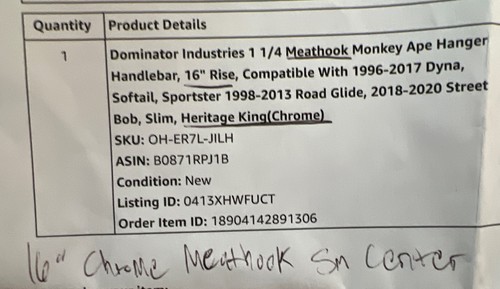 Quantity Product Details
1 Dominator Industries 1 1/4 Meathook Monkey Ape Hanger
Handlebar, 16" Rise, Compatible With 1996-2017 Dyna,
Softail, Sportster 1998-2013 Road Glide, 2018-2020 Street
Bob, Slim, Heritage King(Chrome)
SKU: OH-ER7L-JILH
ASIN: B0871RPJ1B
Condition: New
Listing ID: 0413XHWFUCT
Order Item ID: 18904142891306
16" Chrome Meathook Sm Center